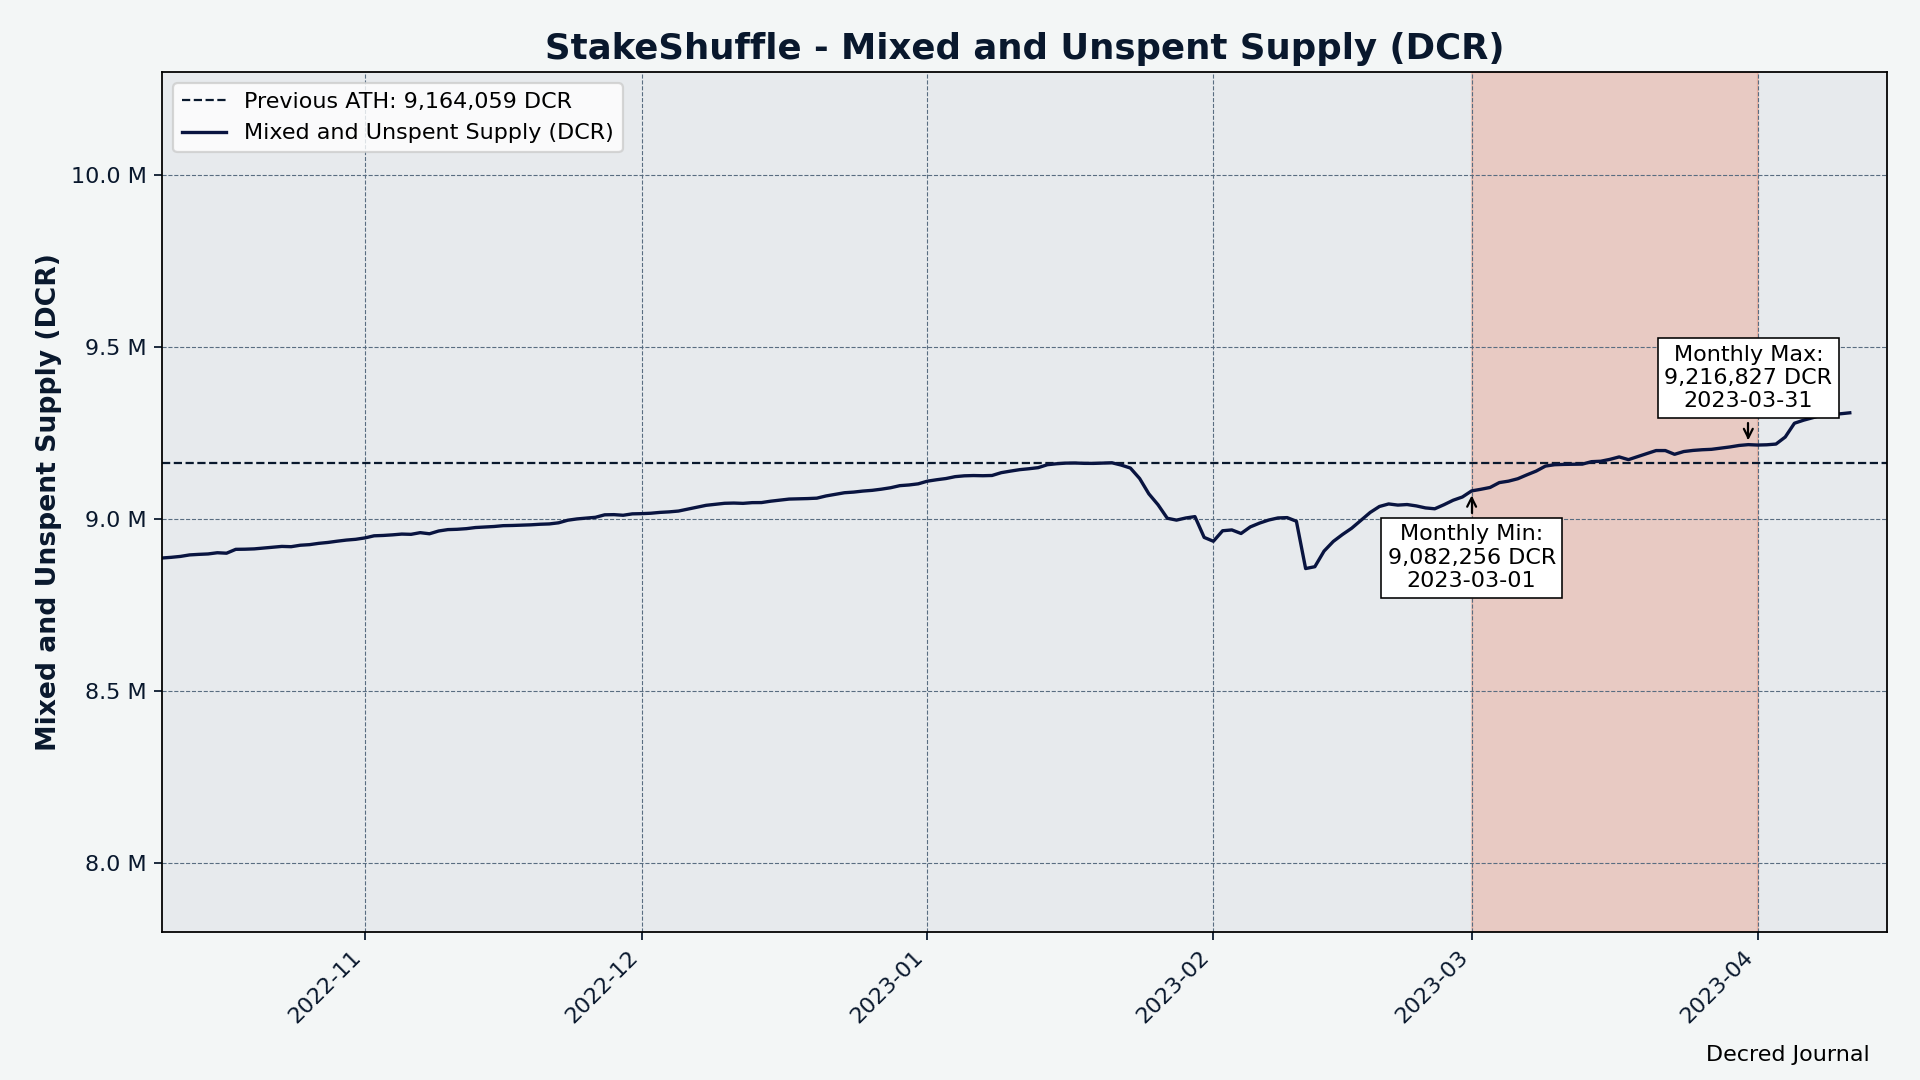 StakeShuffle - Mixed and Unspent Supply (DCR)
Previous ATH: 9,164,059 DCR
Mixed and Unspent Supply (DCR)
Mixed and Unspent Supply (DCR)
10.0 M
9.5 M
9.0 M
8.5 M
8.0 M
Monthly Max:
9,216,827 DCR
2023-03-31
Monthly Min:
9,082,256 DCR
2023-03-01
2022-11
2022-12
2023-01
2023-02
2023-03
2023-04
Decred Journal